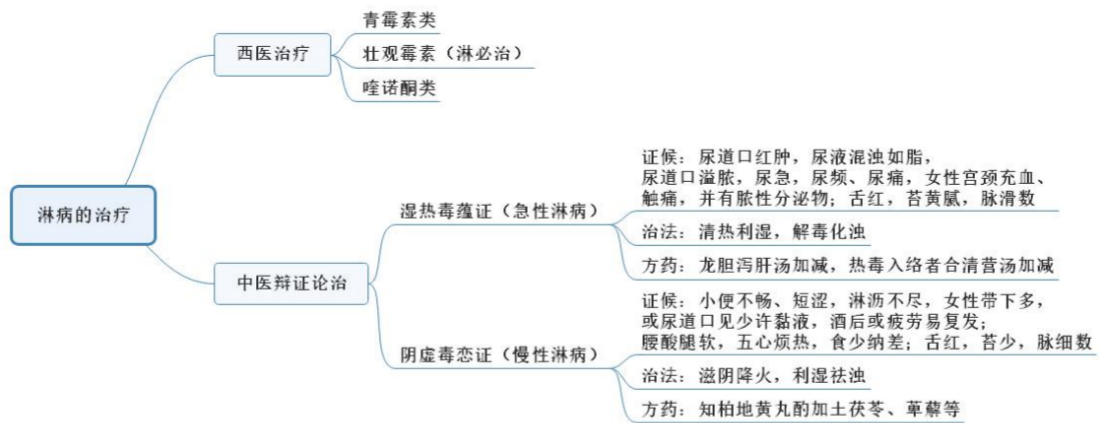 淋病的治疗
西医治疗
青霉素类
壮观霉素（淋必治）
喹诺酮类
中医辩证论治
湿热毒蕴证（急性淋病）
证候：尿道口红肿，尿液混浊如脂，
尿道口溢脓，尿急，尿频、尿痛，女性宫颈充血、
触痛，并有脓性分泌物；舌红，苔黄腻，脉滑数
治法：清热利湿，解毒化浊
方药：龙胆泻肝汤加减，热毒入络者合清营汤加减
阴虚毒恋证（慢性淋病）
证候：小便不畅、短涩，淋沥不尽，女性带下多，
或尿道口见少许黏液，酒后或疲劳易复发；
腰酸腿软，五心烦热，食少纳差；舌红，苔少，脉细数
治法：滋阴降火，利湿祛浊
方药：知柏地黄丸酌加土茯苓、萆薢等